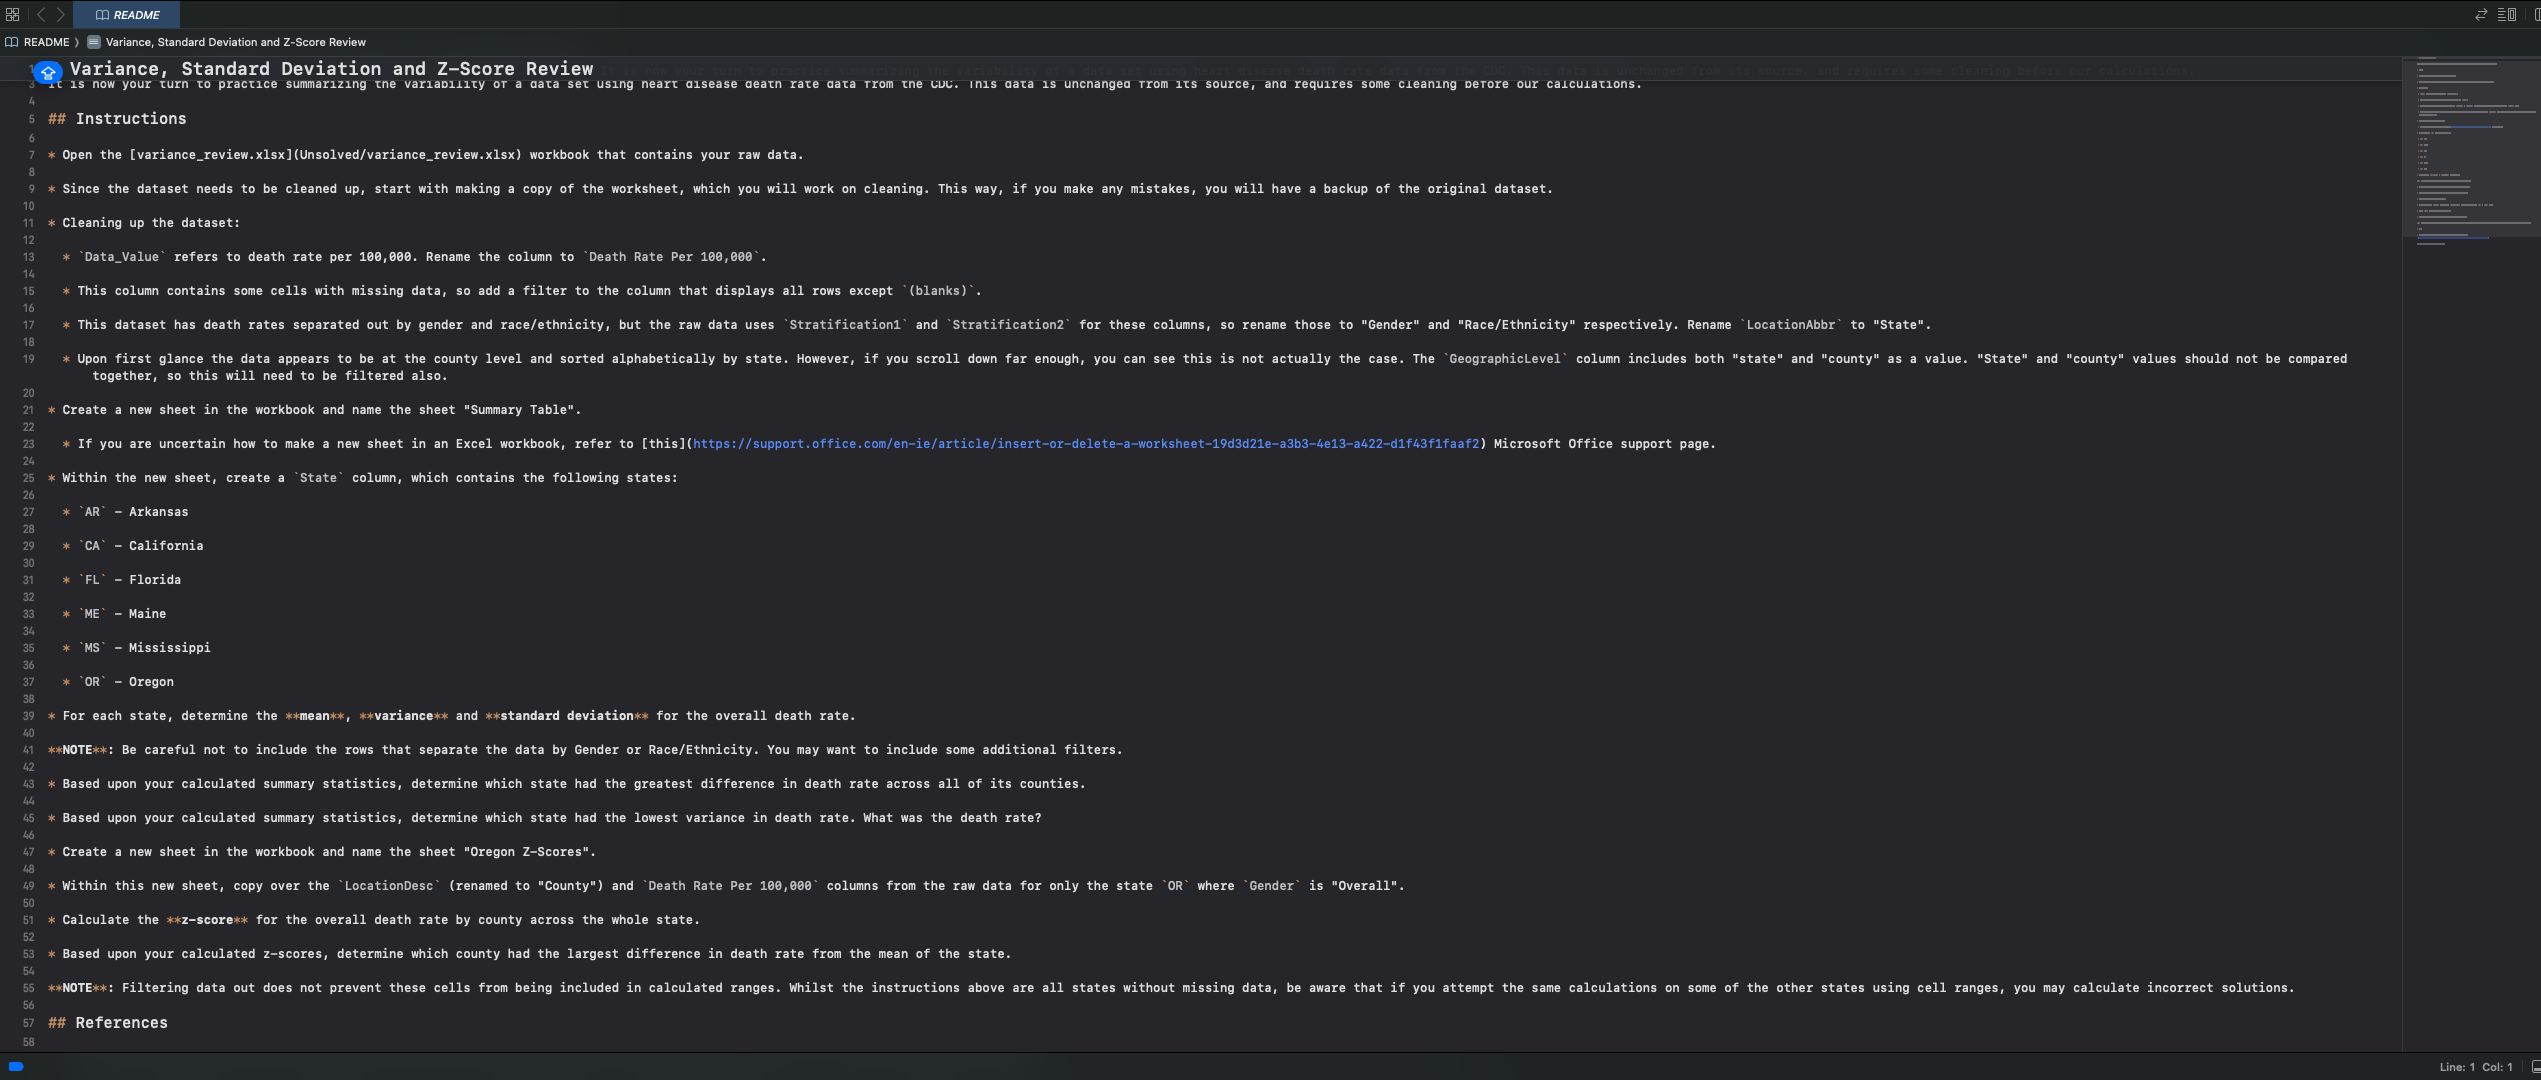 README
README 〉 Variance, Standard Deviation and Z-Score Review
1 Variance, Standard Deviation and Z-Score Review
3 It is now your turn to practice summarizing the variability of a data set using heart disease death rate data from the CDC. This data is unchanged from its source, and requires some cleaning before our calculations.
4
5 ## Instructions
6
7 * Open the [variance_review.xlsx](Unsolved/variance_review.xlsx) workbook that contains your raw data.
8
9 * Since the dataset needs to be cleaned up, start with making a copy of the worksheet, which you will work on cleaning. This way, if you make any mistakes, you will have a backup of the original dataset.
10
11 * Cleaning up the dataset:
12
13 * `Data_Value` refers to death rate per 100,000. Rename the column to `Death Rate Per 100,000`.
14
15 * This column contains some cells with missing data, so add a filter to the column that displays all rows except `(blanks)`.
16
17 * This dataset has death rates separated out by gender and race/ethnicity, but the raw data uses `Stratification1` and `Stratification2` for these columns, so rename those to "Gender" and "Race/Ethnicity" respectively. Rename `LocationAbbr` to "State".
18
19 * Upon first glance the data appears to be at the county level and sorted alphabetically by state. However, if you scroll down far enough, you can see this is not actually the case. The `GeographicLevel` column includes both "state" and "county" as a value. "State" and "county" values should not be compared
together, so this will need to be filtered also.
20
21 * Create a new sheet in the workbook and name the sheet "Summary Table".
22
23 * If you are uncertain how to make a new sheet in an Excel workbook, refer to [this](https://support.office.com/en-ie/article/insert-or-delete-a-worksheet-19d3d21e-a3b3-4e13-a422-d1f43f1faaf2) Microsoft Office support page.
24
25 * Within the new sheet, create a `State` column, which contains the following states:
26
27 * `AR` - Arkansas
28
29 * `CA` - California
30
31 * `FL` - Florida
32
33 * `ME` - Maine
34
35 * `MS` - Mississippi
36
37 * `OR` - Oregon
38
39 * For each state, determine the **mean**, **variance** and **standard deviation** for the overall death rate.
40
41 **NOTE**: Be careful not to include the rows that separate the data by Gender or Race/Ethnicity. You may want to include some additional filters.
42
43 * Based upon your calculated summary statistics, determine which state had the greatest difference in death rate across all of its counties.
44
45 * Based upon your calculated summary statistics, determine which state had the lowest variance in death rate. What was the death rate?
46
47 * Create a new sheet in the workbook and name the sheet "Oregon Z-Scores".
48
49 * Within this new sheet, copy over the `LocationDesc` (renamed to "County") and `Death Rate Per 100,000` columns from the raw data for only the state `OR` where `Gender` is "Overall".
50
51 * Calculate the **z-score** for the overall death rate by county across the whole state.
52
53 * Based upon your calculated z-scores, determine which county had the largest difference in death rate from the mean of the state.
54
55 **NOTE**: Filtering data out does not prevent these cells from being included in calculated ranges. Whilst the instructions above are all states without missing data, be aware that if you attempt the same calculations on some of the other states using cell ranges, you may calculate incorrect solutions.
56
57 ## References
58
Line: 1 Col: 1